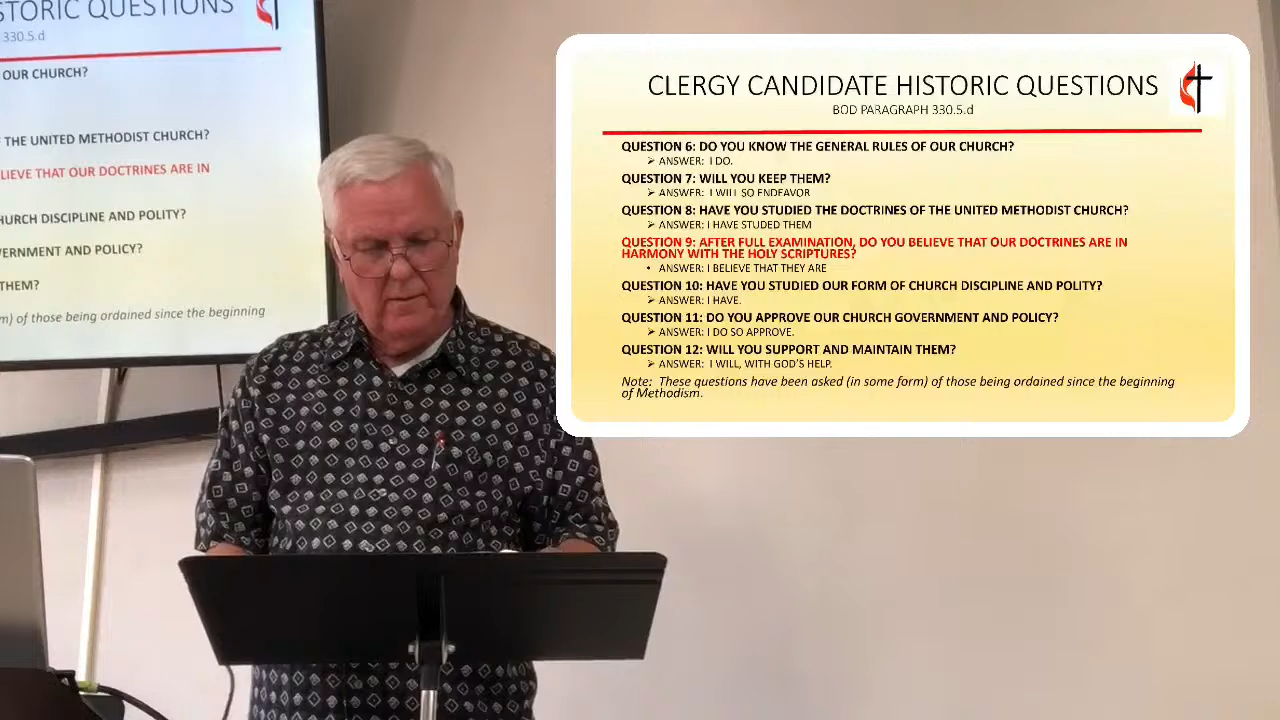 STORIC QUESTIONS
330.5.d
OUR CHURCH?
F THE UNITED METHODIST CHURCH?
LIEVE THAT OUR DOCTRINES ARE IN
HURCH DISCIPLINE AND POLITY?
VERNMENT AND POLICY?
THEM?
m) of those being ordained since the beginning
CLERGY CANDIDATE HISTORIC QUESTIONS
BOD PARAGRAPH 330.5.d
QUESTION 6: DO YOU KNOW THE GENERAL RULES OF OUR CHURCH?
➢ ANSWER: I DO.
QUESTION 7: WILL YOU KEEP THEM?
➢ ANSWER: I WILL SO ENDEAVOR
QUESTION 8: HAVE YOU STUDIED THE DOCTRINES OF THE UNITED METHODIST CHURCH?
➢ ANSWER: I HAVE STUDED THEM
QUESTION 9: AFTER FULL EXAMINATION, DO YOU BELIEVE THAT OUR DOCTRINES ARE IN
HARMONY WITH THE HOLY SCRIPTURES?
• ANSWER: I BELIEVE THAT THEY ARE
QUESTION 10: HAVE YOU STUDIED OUR FORM OF CHURCH DISCIPLINE AND POLITY?
➢ ANSWER: I HAVE.
QUESTION 11: DO YOU APPROVE OUR CHURCH GOVERNMENT AND POLICY?
➢ ANSWER: I DO SO APPROVE.
QUESTION 12: WILL YOU SUPPORT AND MAINTAIN THEM?
➢ ANSWER: I WILL, WITH GOD'S HELP.
Note: These questions have been asked (in some form) of those being ordained since the beginning
of Methodism.